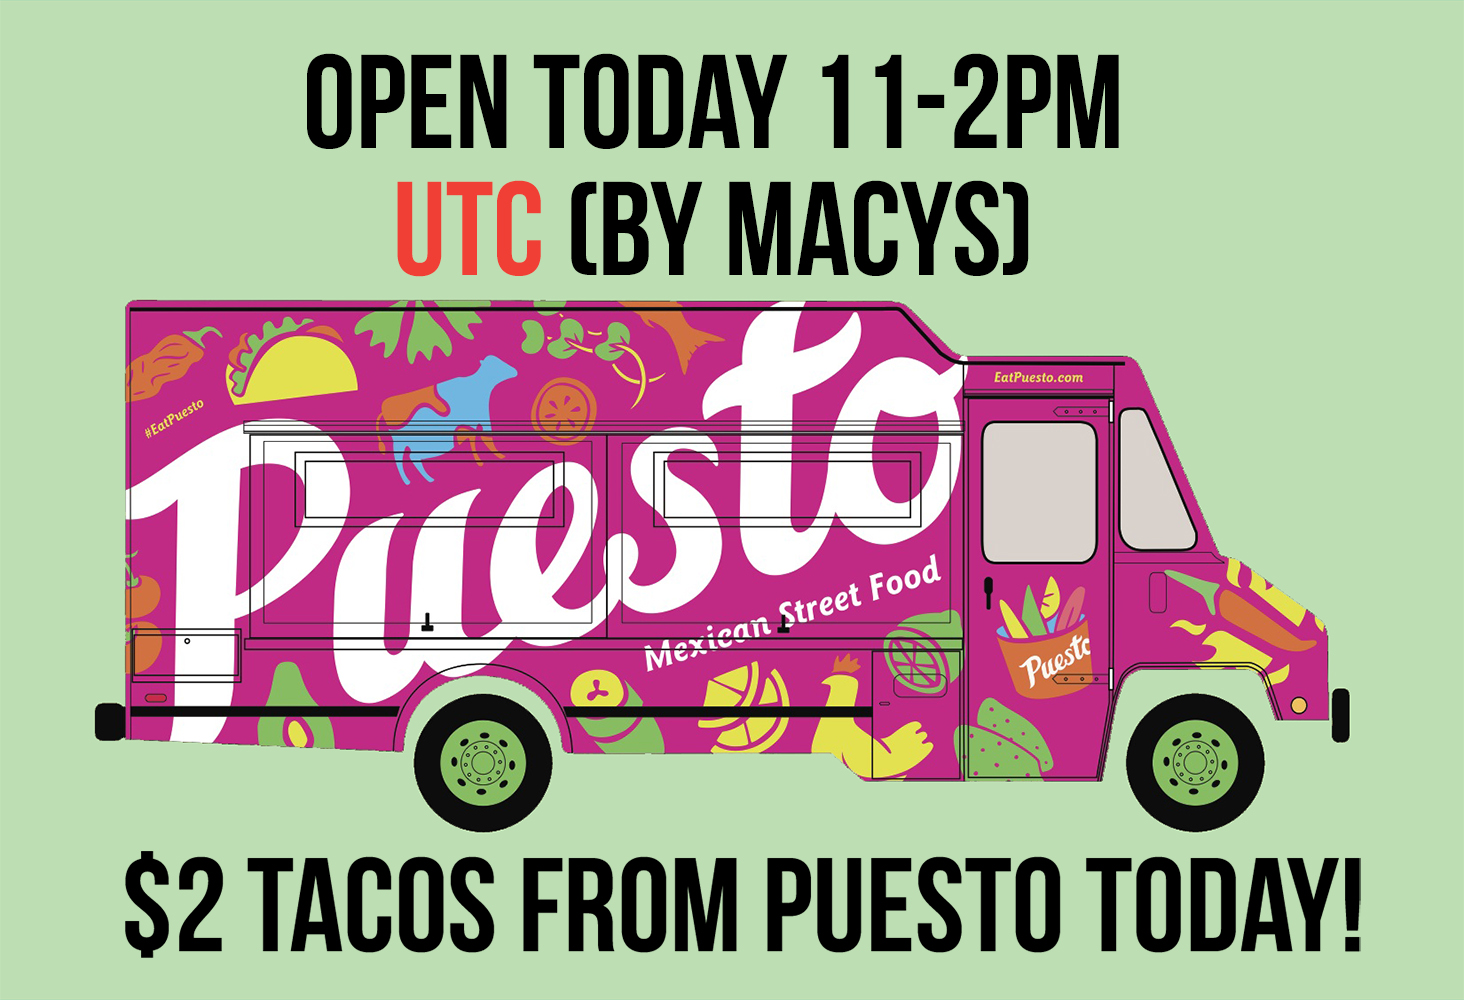 OPEN TODAY 11-2PM
UTC (BY MACYS)
EatPuesto.com
#EatPuesto
Puesto
Mexican Street Food
Puesto
$2 TACOS FROM PUESTO TODAY!